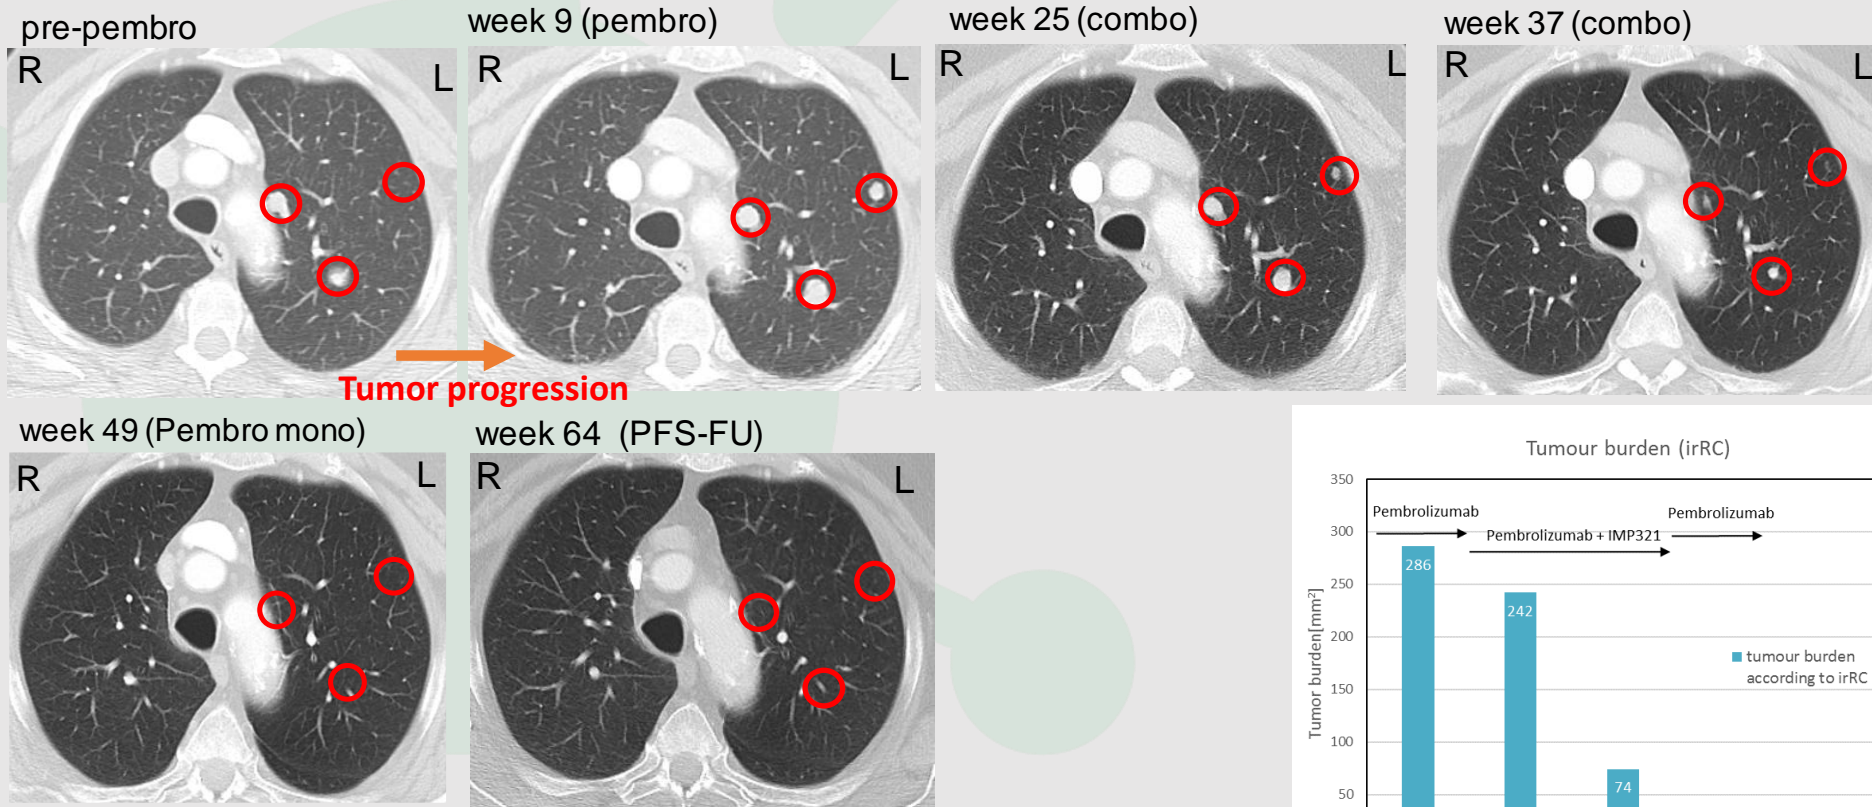 pre-pembro
week 9 (pembro)
week 25 (combo)
week 37 (combo)
R
L
R
L
R
L
R
L
Tumor progression
week 49 (Pembro mono)
week 64 (PFS-FU)
R
L
R
L
Tumour burden (irRC)
350
300
250
200
150
100
50
Tumor burden[mm²]
Pembrolizumab
Pembrolizumab + IMP321
Pembrolizumab
286
242
74
tumour burden
according to irRC